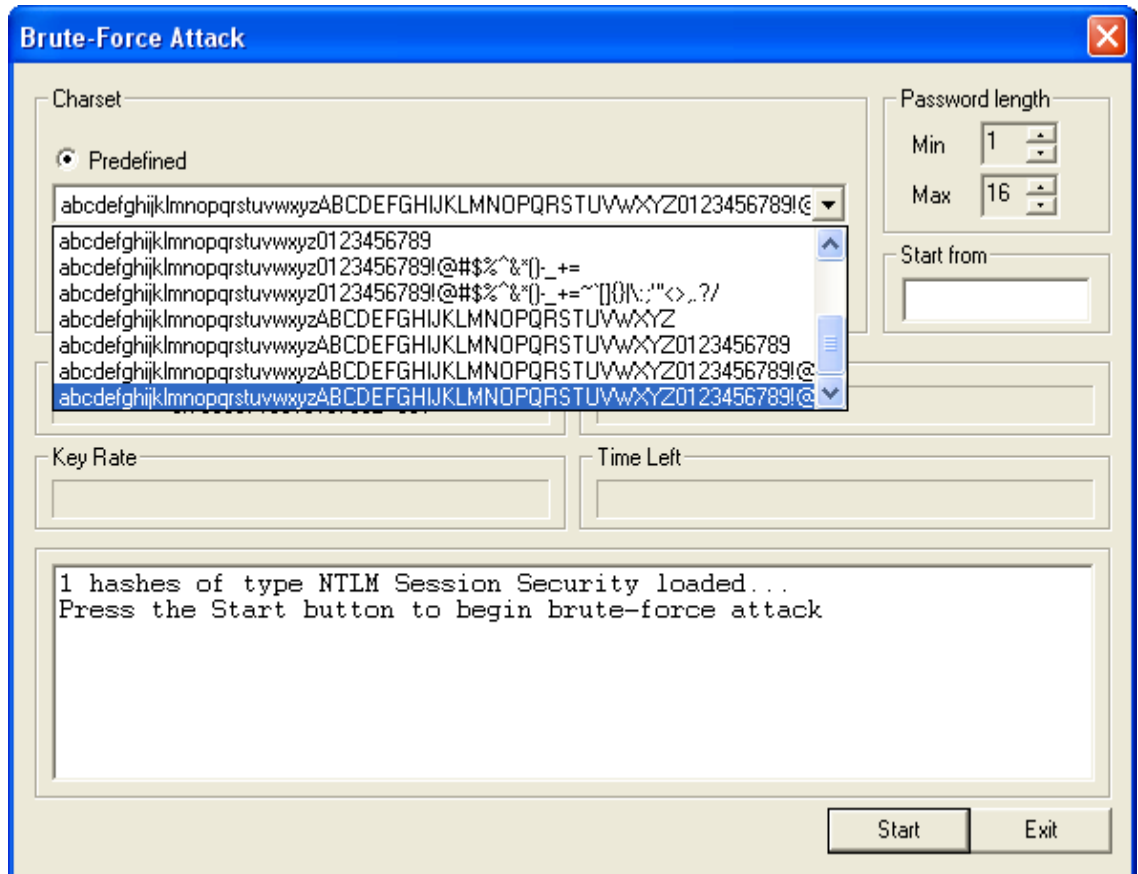 Brute-Force Attack
Charset
Predefined
abcdefghijklmnopqrstuvwxyzABCDEFGHIJKLMNOPQRSTUVWXYZ0123456789!@
abcdefghijklmnopqrstuvwxyz0123456789
abcdefghijklmnopqrstuvwxyz0123456789!@#$%^&*()-_+=
abcdefghijklmnopqrstuvwxyz0123456789!@#$%^&*()-_+=~`[]{}|\:;"'<>,.?/
abcdefghijklmnopqrstuvwxyzABCDEFGHIJKLMNOPQRSTUVWXYZ
abcdefghijklmnopqrstuvwxyzABCDEFGHIJKLMNOPQRSTUVWXYZ0123456789
abcdefghijklmnopqrstuvwxyzABCDEFGHIJKLMNOPQRSTUVWXYZ0123456789!@
abcdefghijklmnopqrstuvwxyzABCDEFGHIJKLMNOPQRSTUVWXYZ0123456789!@
Password length
Min 1
Max 16
Start from
Key Rate
Time Left
1 hashes of type NTLM Session Security loaded...
Press the Start button to begin brute-force attack
Start
Exit